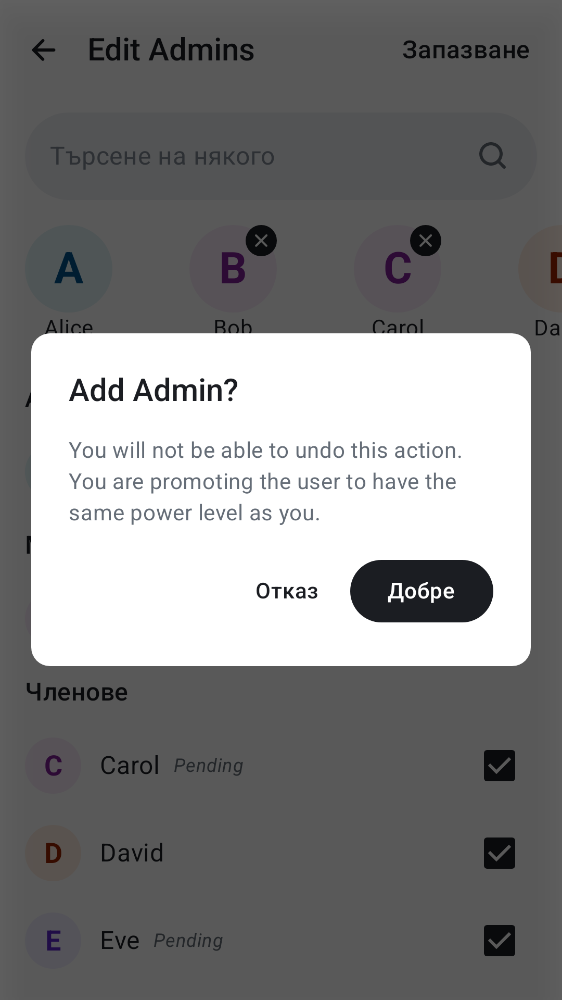 Edit Admins
Запазване
Търсене на някого
A
B
C
D
Alice
Bob
Carol
Da
Add Admin?
You will not be able to undo this action.
You are promoting the user to have the
same power level as you.
Отказ
Добре
Членове
C
Carol Pending
D
David
E
Eve Pending